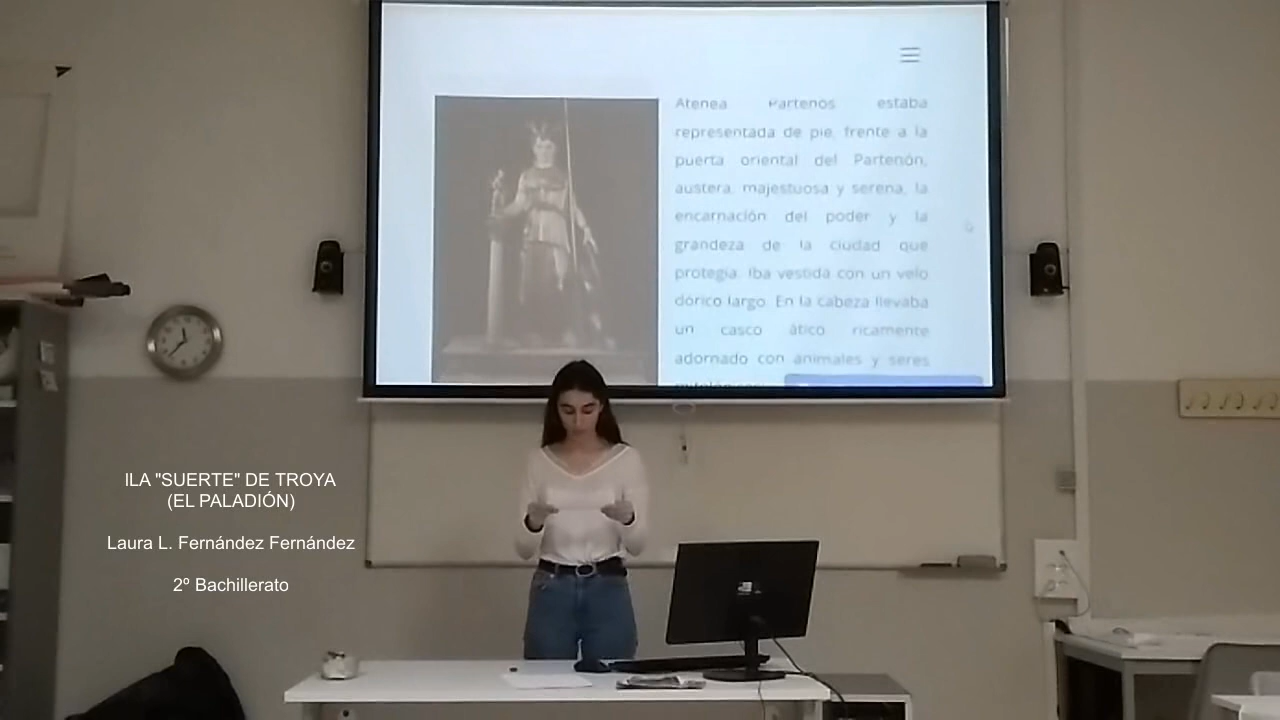 Atenea Partenos estaba
representada de pie, frente a la
puerta oriental del Partenón,
austera, majestuosa y serena, la
encarnación del poder y la
grandeza de la ciudad que
protegía. Iba vestida con un velo
dórico largo. En la cabeza llevaba
un casco ático ricamente
adornado con animales y seres
ILA "SUERTE" DE TROYA
(EL PALADIÓN)
Laura L. Fernández Fernández
2º Bachillerato